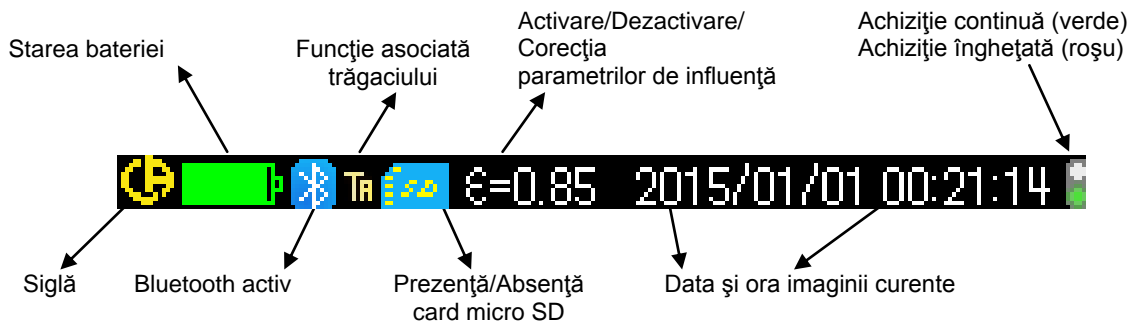 Starea bateriei
Funcţie asociată
trăgaciului
Activare/Dezactivare/
Corecţia
parametrilor de influenţă
Achiziţie continuă (verde)
Achiziţie îngheţată (roşu)
TA SD Ɛ=0.85 2015/01/01 00:21:14
Siglă
Bluetooth activ
Prezenţă/Absenţă
card micro SD
Data şi ora imaginii curente